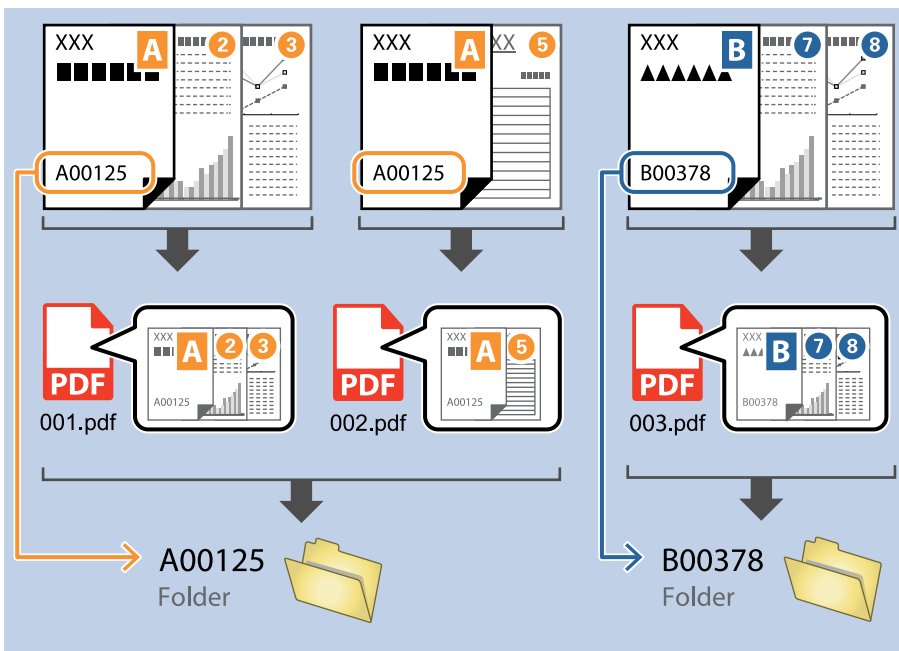 XXX A 2 3
A00125
XXX A XX 5
A00125
XXX B 7 8
B00378
PDF
XXX A 2 3
A00125
001.pdf
PDF
XXX A 5
A00125
002.pdf
PDF
XXX B 7 8
B00378
003.pdf
A00125
Folder
B00378
Folder